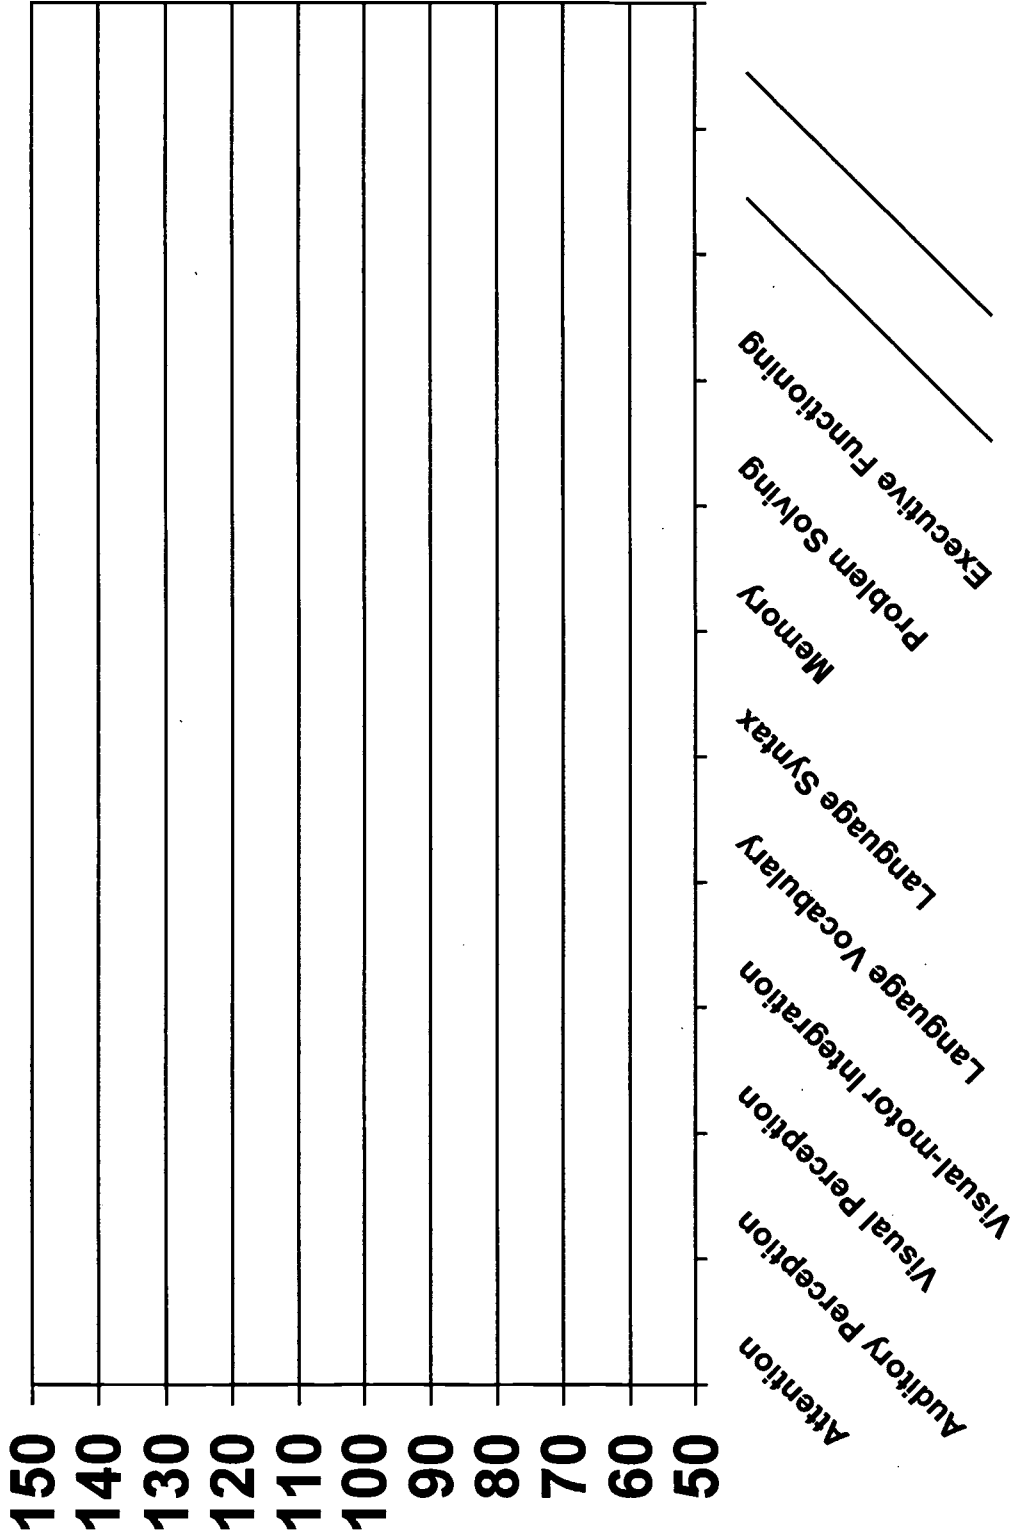 150
140
130
120
110
100
90
80
70
60
50
Attention
Auditory Perception
Visual Perception
Visual-motor Integration
Language Vocabulary
Language Syntax
Memory
Problem Solving
Executive Functioning